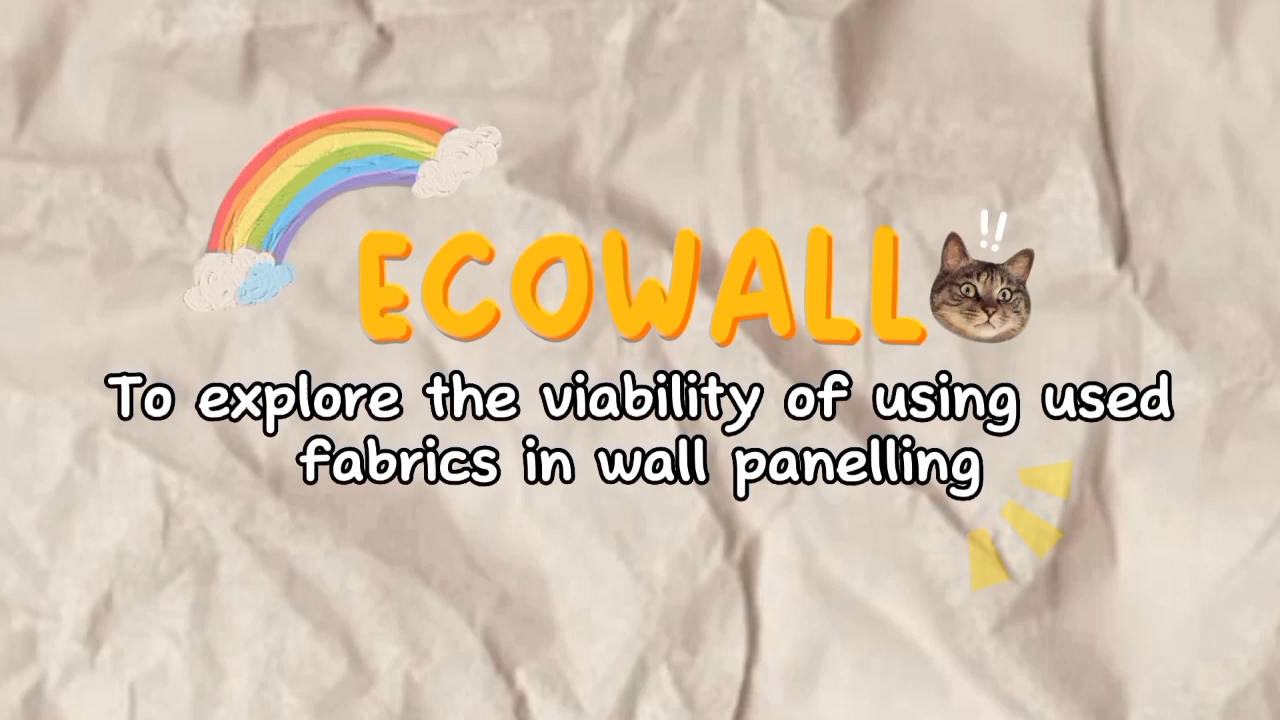 ECOWALL
!!
To explore the viability of using used
fabrics in wall panelling